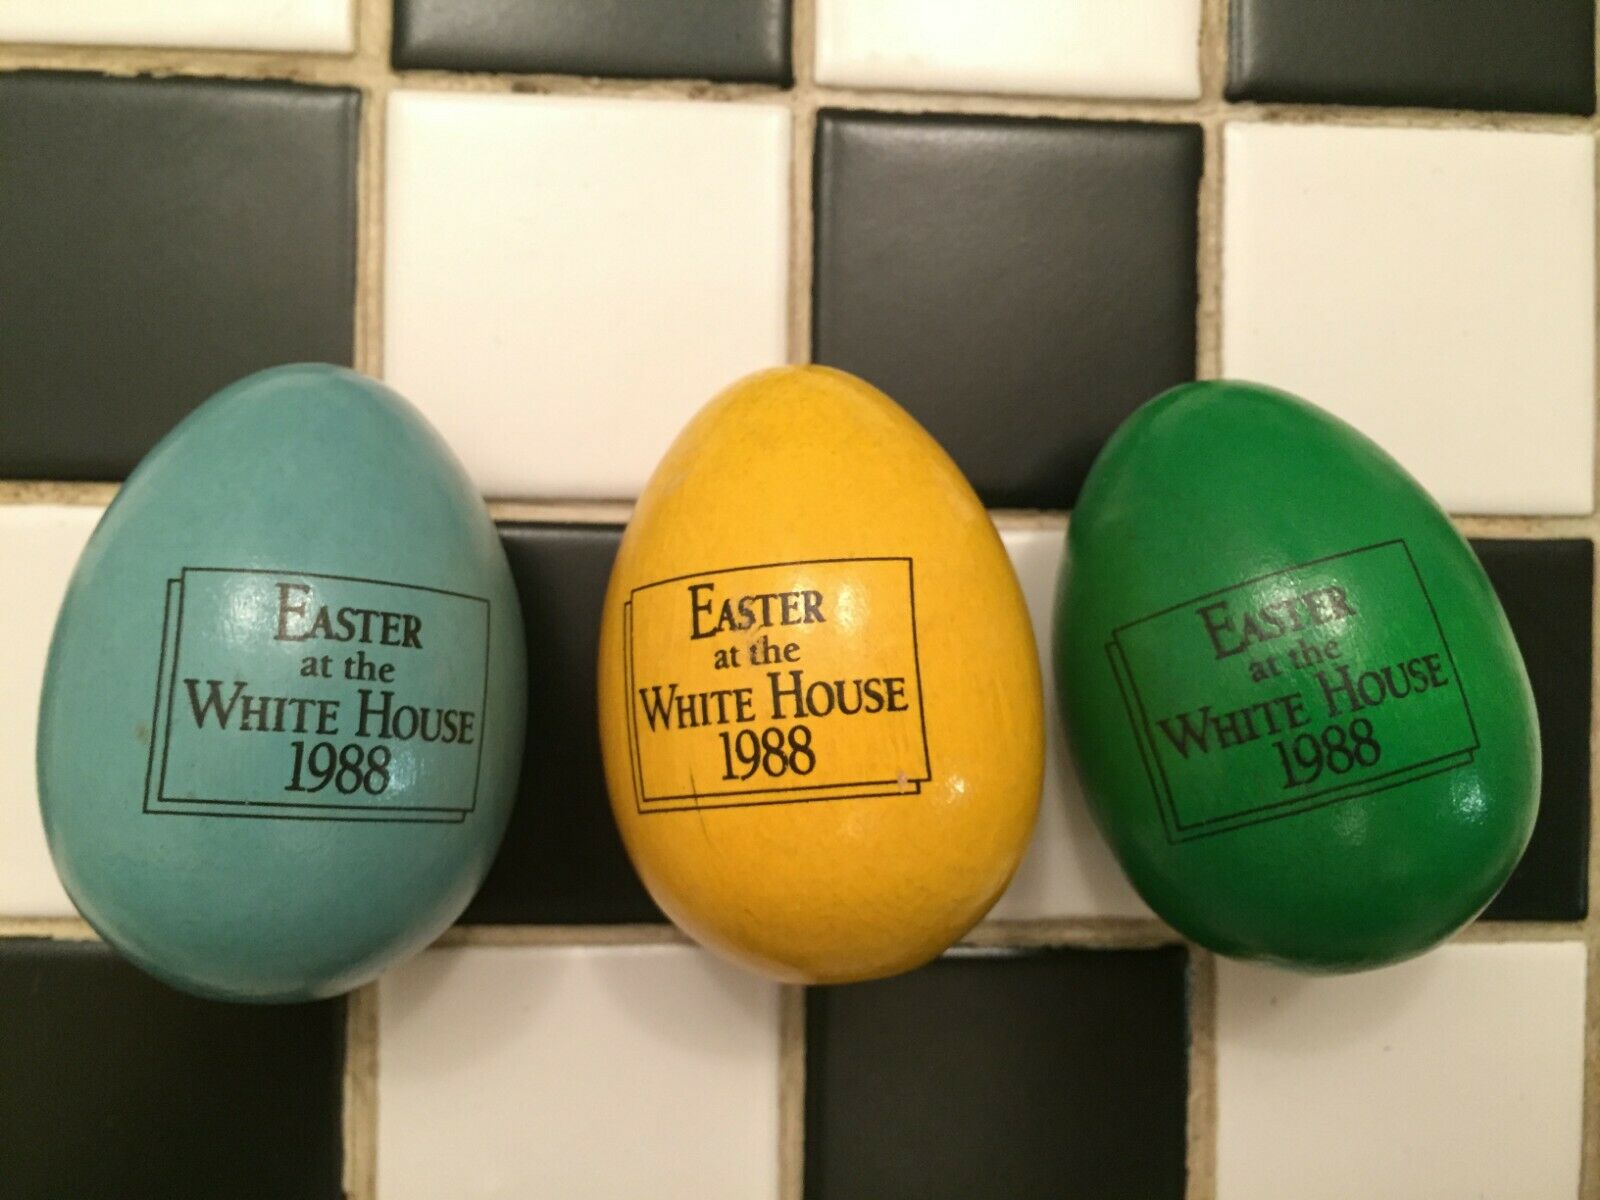 EASTER
at the
WHITE HOUSE
1988
EASTER
at the
WHITE HOUSE
1988
EASTER
at the
WHITE HOUSE
1988